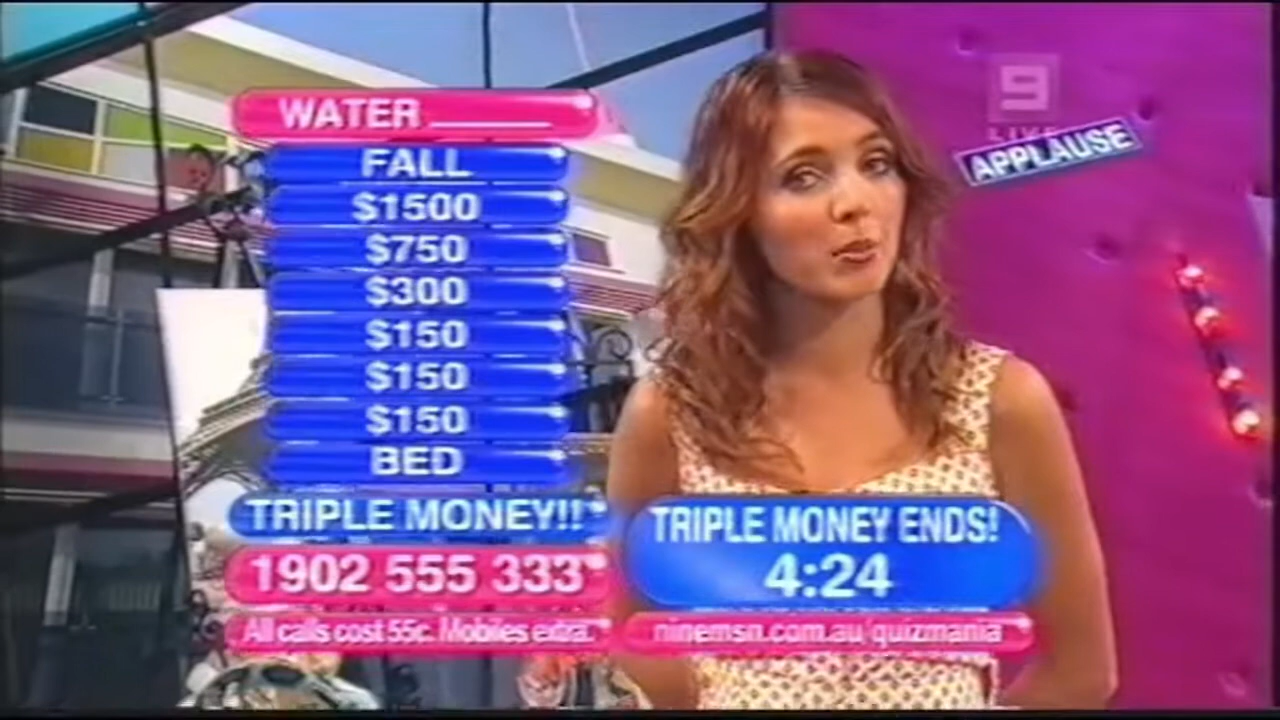 9
LIVE
APPLAUSE
WATER ______
FALL
$1500
$750
$300
$150
$150
$150
BED
TRIPLE MONEY!!
1902 555 333
All calls cost 55c. Mobiles extra.
TRIPLE MONEY ENDS!
4:24
ninemsn.com.au/quizmania